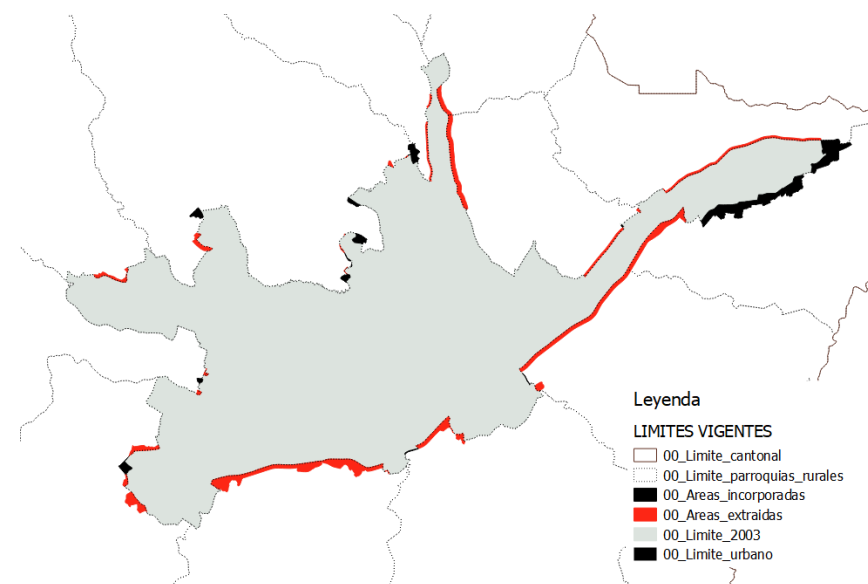 Leyenda
LIMITES VIGENTES
00_Limite_cantonal
00_Limite_parroquias_rurales
00_Areas_incorporadas
00_Areas_extraidas
00_Limite_2003
00_Limite_urbano